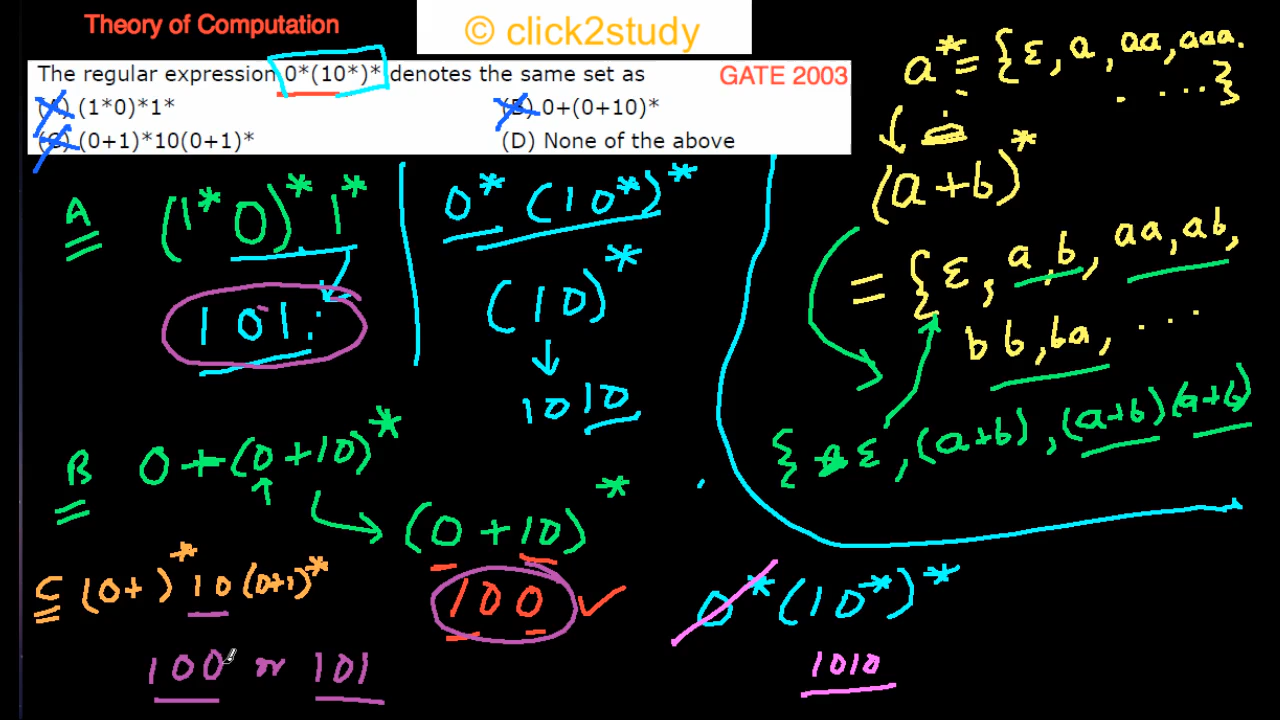 Theory of Computation
© click2study
The regular expression 0*(10*)* denotes the same set as
GATE 2003
(A) (1*0)*1*
(B) 0+(0+10)*
(C) (0+1)*10(0+1)*
(D) None of the above
a* = {ε, a, aa, aaa.
. . ... }
(a+b)*
= {ε, a, b, aa, ab,
bb, ba, ...
{ ε, (a+b), (a+b)(a+b)
A (1*0)*1*
101
0*(10*)*
(10)*
1010
B 0+(0+10)*
(0+10)*
100
C (0+ )*10(0+1)*
100 or 101
0*(10*)*
1010